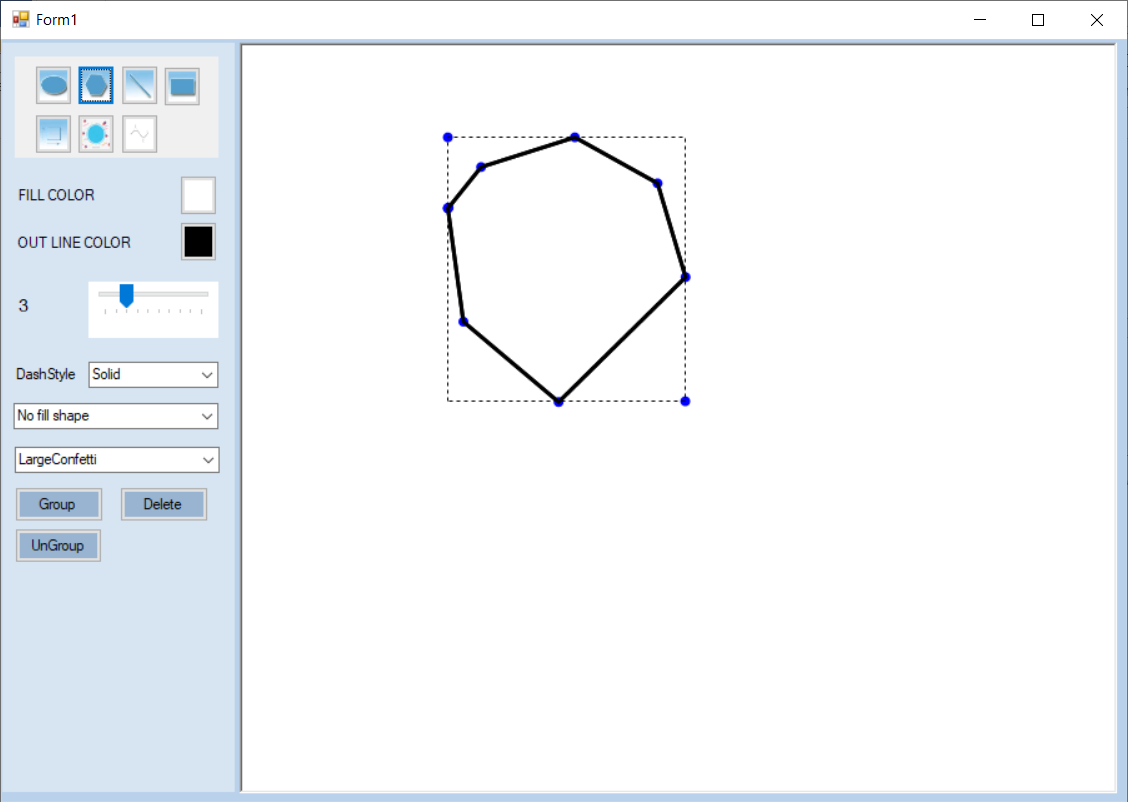 Form1
FILL COLOR
OUT LINE COLOR
3
DashStyle Solid
No fill shape
LargeConfetti
Group Delete
UnGroup